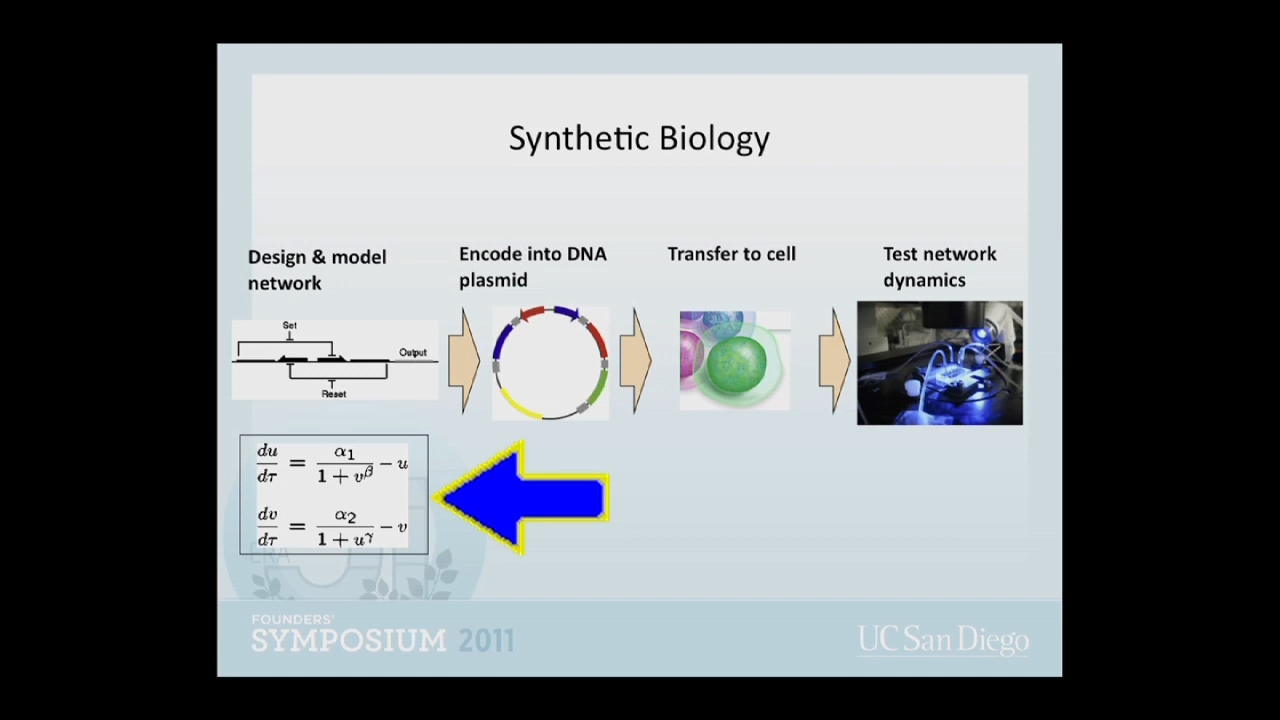 Synthetic Biology
Design & model
network
Encode into DNA
plasmid
Transfer to cell
Test network
dynamics
Set
Output
Reset
du/dτ = α₁/(1 + v^β) − u
dv/dτ = α₂/(1 + u^γ) − v
ERA
FOUNDERS'
SYMPOSIUM 2011
UC San Diego